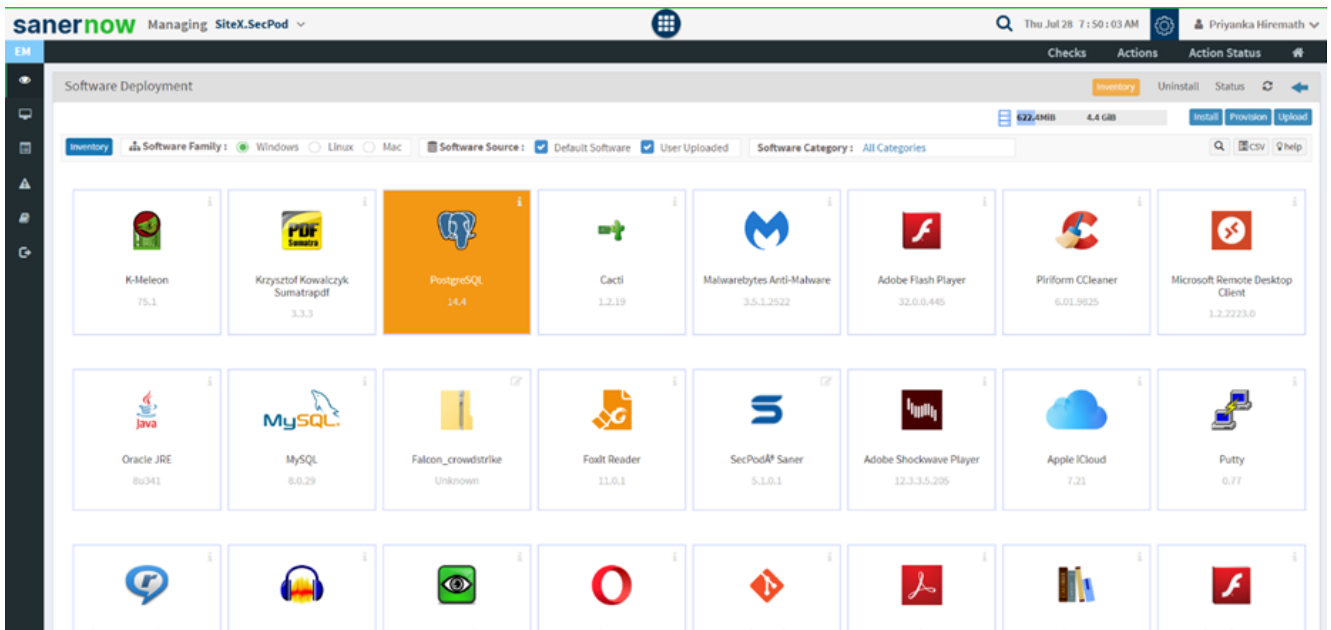 sanernow Managing SiteX.SecPod Thu Jul 28 7:50:03 AM Priyanka Hiremath
EM Checks Actions Action Status
Software Deployment Inventory Uninstall Status
622.4MiB 4.4 GiB Install Provision Upload
Inventory Software Family : Windows Linux Mac Software Source : Default Software User Uploaded Software Category : All Categories CSV help
K-Meleon Krzysztof Kowalczyk Sumatrapdf PostgreSQL Cacti Malwarebytes Anti-Malware Adobe Flash Player Piriform CCleaner Microsoft Remote Desktop Client
75.1 3.3.3 14.4 1.2.19 3.5.1.2522 32.0.0.445 6.01.9825 1.2.2223.0
PDF
Sumatra
Java
MySQL.
Oracle JRE MySQL Falcon_crowdstrike Foxit Reader SecPodÂ® Saner Adobe Shockwave Player Apple ICloud Putty
8u341 8.0.29 Unknown 11.0.1 5.1.0.1 12.3.3.5.205 7.21 0.77